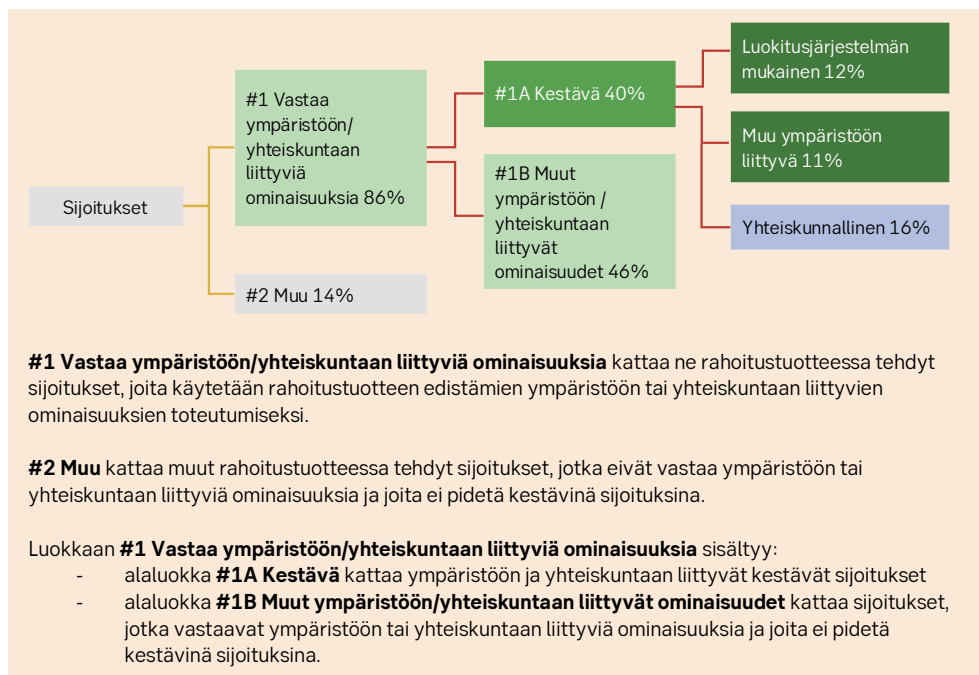 Sijoitukset
#1 Vastaa
ympäristöön/
yhteiskuntaan
liittyviä
ominaisuuksia 86%
#2 Muu 14%
#1A Kestävä 40%
#1B Muut
ympäristöön /
yhteiskuntaan
liittyvät
ominaisuudet 46%
Luokitusjärjestelmän
mukainen 12%
Muu ympäristöön
liittyvä 11%
Yhteiskunnallinen 16%
#1 Vastaa ympäristöön/yhteiskuntaan liittyviä ominaisuuksia kattaa ne rahoitustuotteessa tehdyt
sijoitukset, joita käytetään rahoitustuotteen edistämien ympäristöön tai yhteiskuntaan liittyvien
ominaisuuksien toteutumiseksi.
#2 Muu kattaa muut rahoitustuotteessa tehdyt sijoitukset, jotka eivät vastaa ympäristöön tai
yhteiskuntaan liittyviä ominaisuuksia ja joita ei pidetä kestävinä sijoituksina.
Luokkaan #1 Vastaa ympäristöön/yhteiskuntaan liittyviä ominaisuuksia sisältyy:
- alaluokka #1A Kestävä kattaa ympäristöön ja yhteiskuntaan liittyvät kestävät sijoitukset
- alaluokka #1B Muut ympäristöön/yhteiskuntaan liittyvät ominaisuudet kattaa sijoitukset,
jotka vastaavat ympäristöön tai yhteiskuntaan liittyviä ominaisuuksia ja joita ei pidetä
kestävinä sijoituksina.